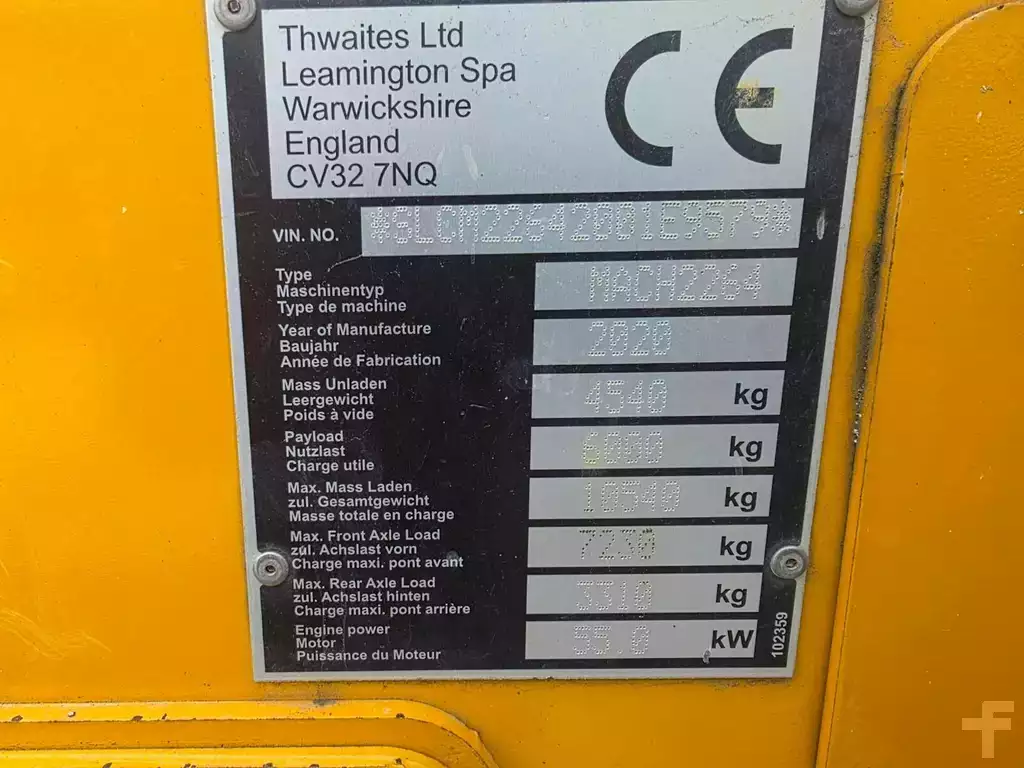 Thwaites Ltd
Leamington Spa
Warwickshire
England
CV32 7NQ
CE
VIN. NO. *SLCM22642001E9579*
Type
Maschinentyp
Type de machine
MACH2264
Year of Manufacture
Baujahr
Année de Fabrication
2020
Mass Unladen
Leergewicht
Poids à vide
4540 kg
Payload
Nutzlast
Charge utile
6000 kg
Max. Mass Laden
zul. Gesamtgewicht
Masse totale en charge
10540 kg
Max. Front Axle Load
zul. Achslast vorn
Charge maxi. pont avant
7230 kg
Max. Rear Axle Load
zul. Achslast hinten
Charge maxi. pont arrière
3310 kg
Engine power
Motor
Puissance du Moteur
55.0 kW
102359